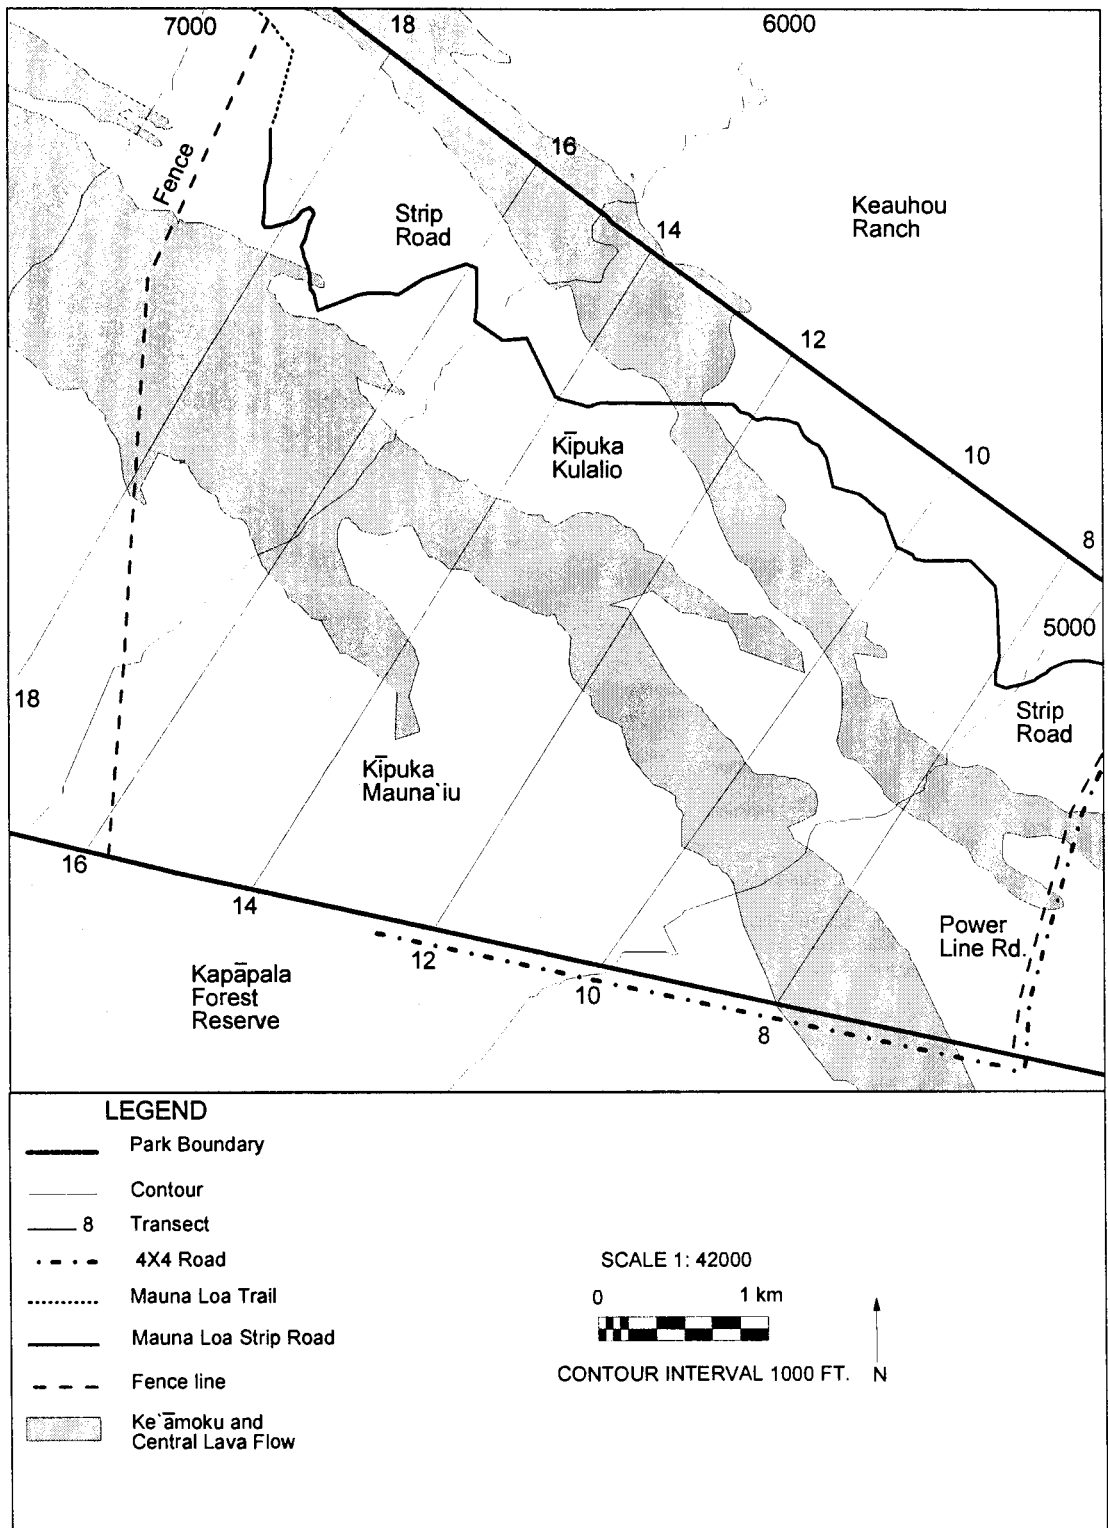 7000
18
6000
Fence
16
Strip
Road
Keauhou
Ranch
14
12
Kīpuka
Kulalio
10
8
5000
18
Strip
Road
Kīpuka
Mauna`iu
16
14
12
Power
Line Rd.
Kapāpala
Forest
Reserve
10
8
LEGEND
Park Boundary
Contour
8 Transect
4X4 Road
Mauna Loa Trail
Mauna Loa Strip Road
Fence line
Ke`āmoku and
Central Lava Flow
SCALE 1: 42000
0 1 km
CONTOUR INTERVAL 1000 FT.
N